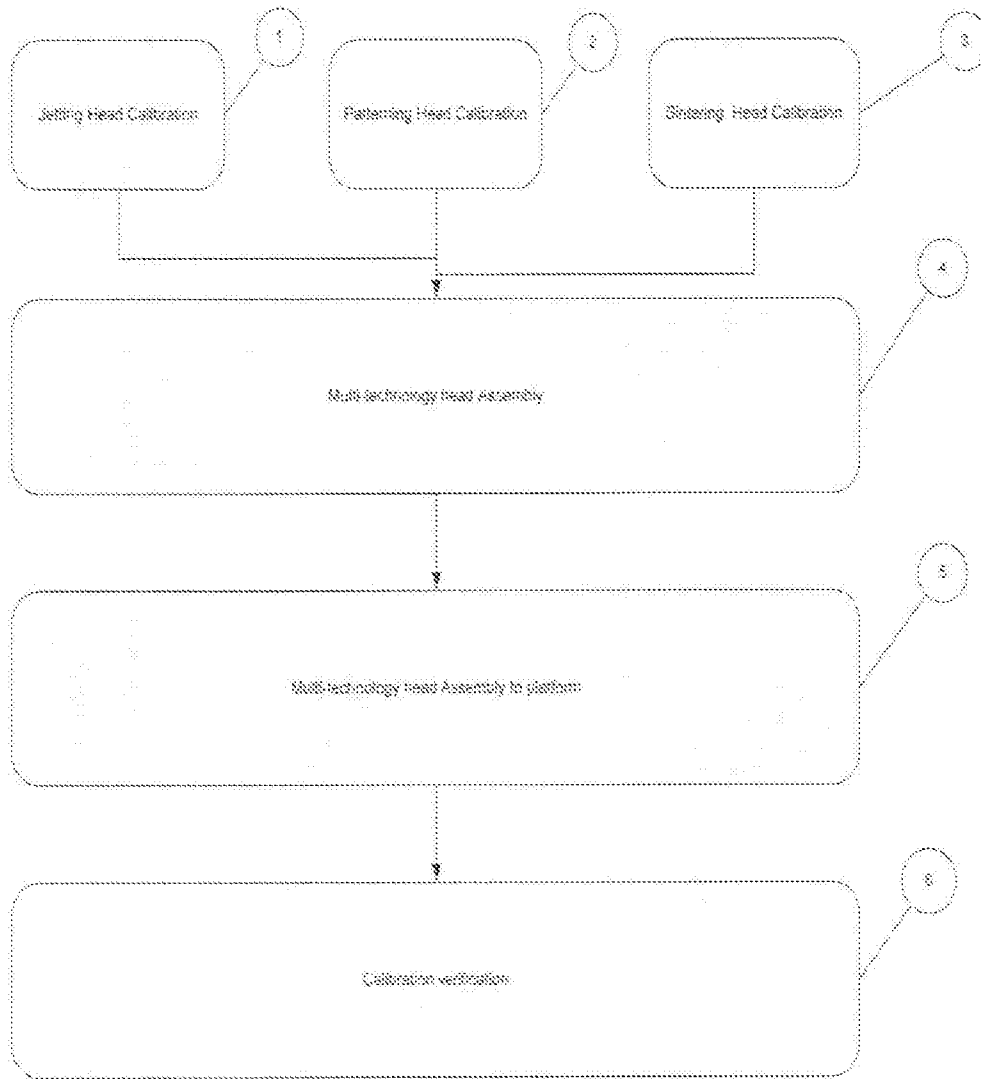 1
2
3
Jetting Head Calibration
Patterning Head Calibration
Sintering Head Calibration
4
Multi-technology head Assembly
5
Multi-technology head Assembly to platform
6
Calibration verification